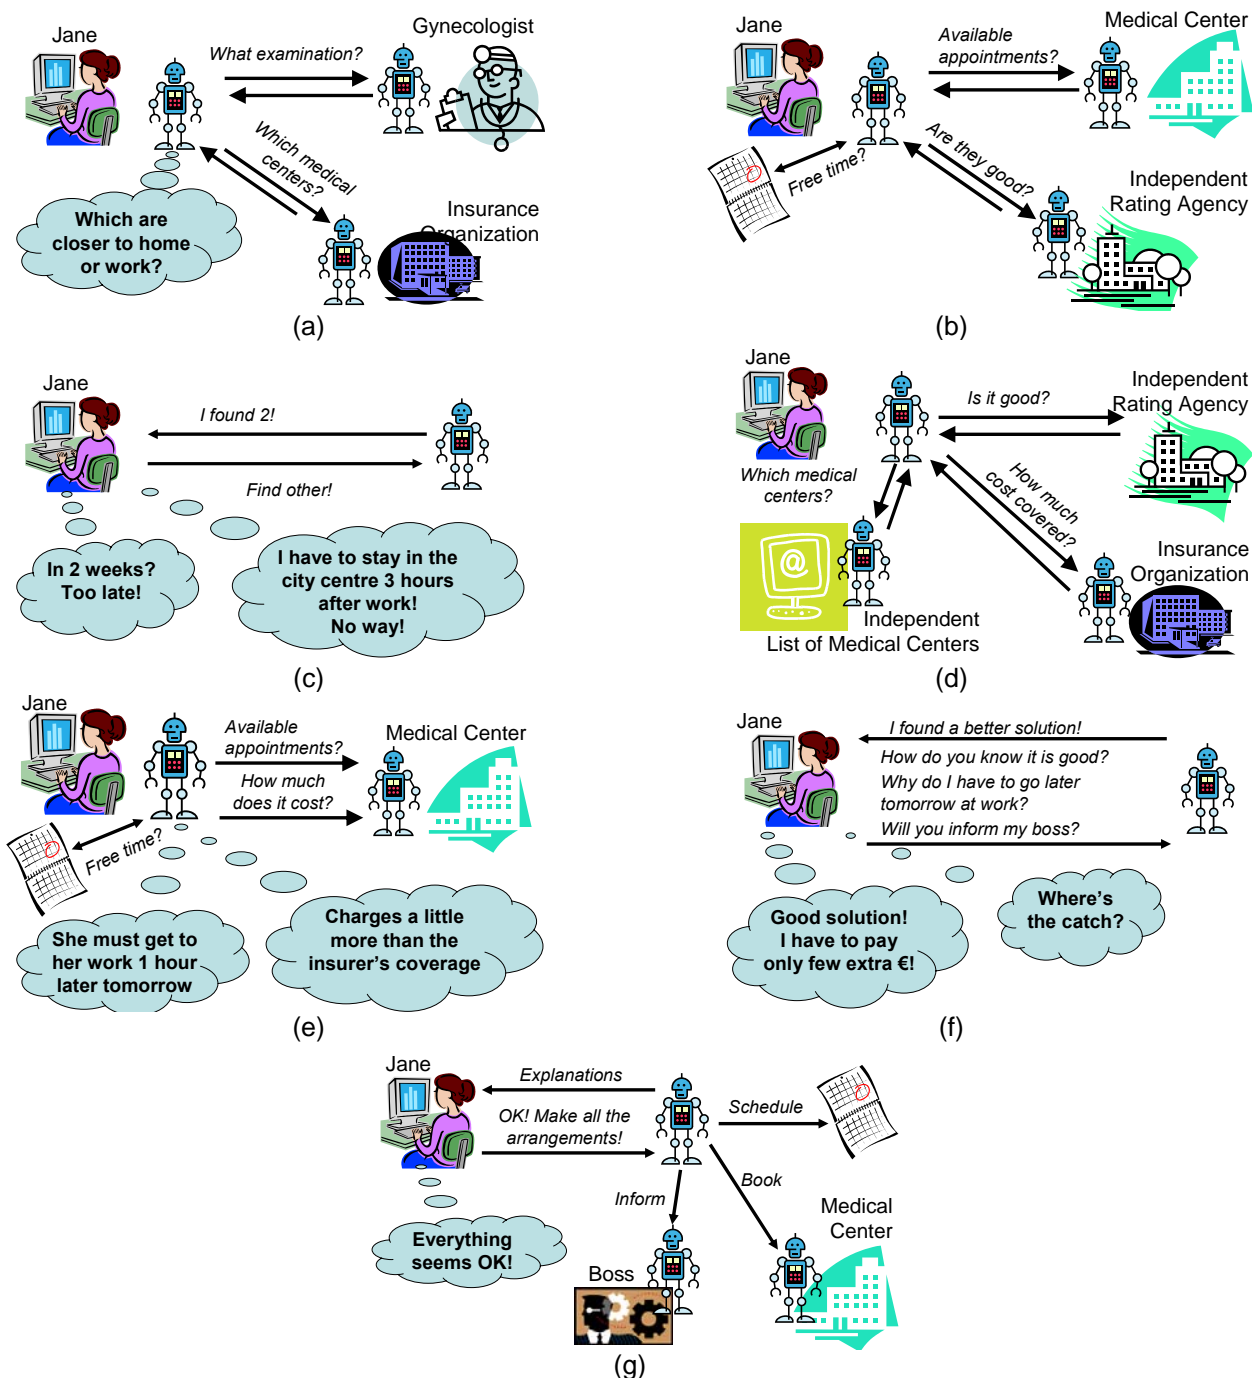 Jane
Gynecologist
What examination?
Which medical
centers?
Which are
closer to home
or work?
Insurance
Organization
(a)
Jane
Medical Center
Available
appointments?
Are they good?
Free time?
Independent
Rating Agency
(b)
Jane
I found 2!
Find other!
In 2 weeks?
Too late!
I have to stay in the
city centre 3 hours
after work!
No way!
(c)
Jane
Is it good?
Independent
Rating Agency
Which medical
centers?
How much
cost covered?
@
Independent
List of Medical Centers
Insurance
Organization
(d)
Jane
Available
appointments?
How much
does it cost?
Medical Center
Free time?
She must get to
her work 1 hour
later tomorrow
Charges a little
more than the
insurer's coverage
(e)
Jane
I found a better solution!
How do you know it is good?
Why do I have to go later
tomorrow at work?
Will you inform my boss?
Good solution!
I have to pay
only few extra €!
Where's
the catch?
(f)
Jane
Explanations
OK! Make all the
arrangements!
Schedule
Inform
Book
Everything
seems OK!
Boss
Medical
Center
(g)